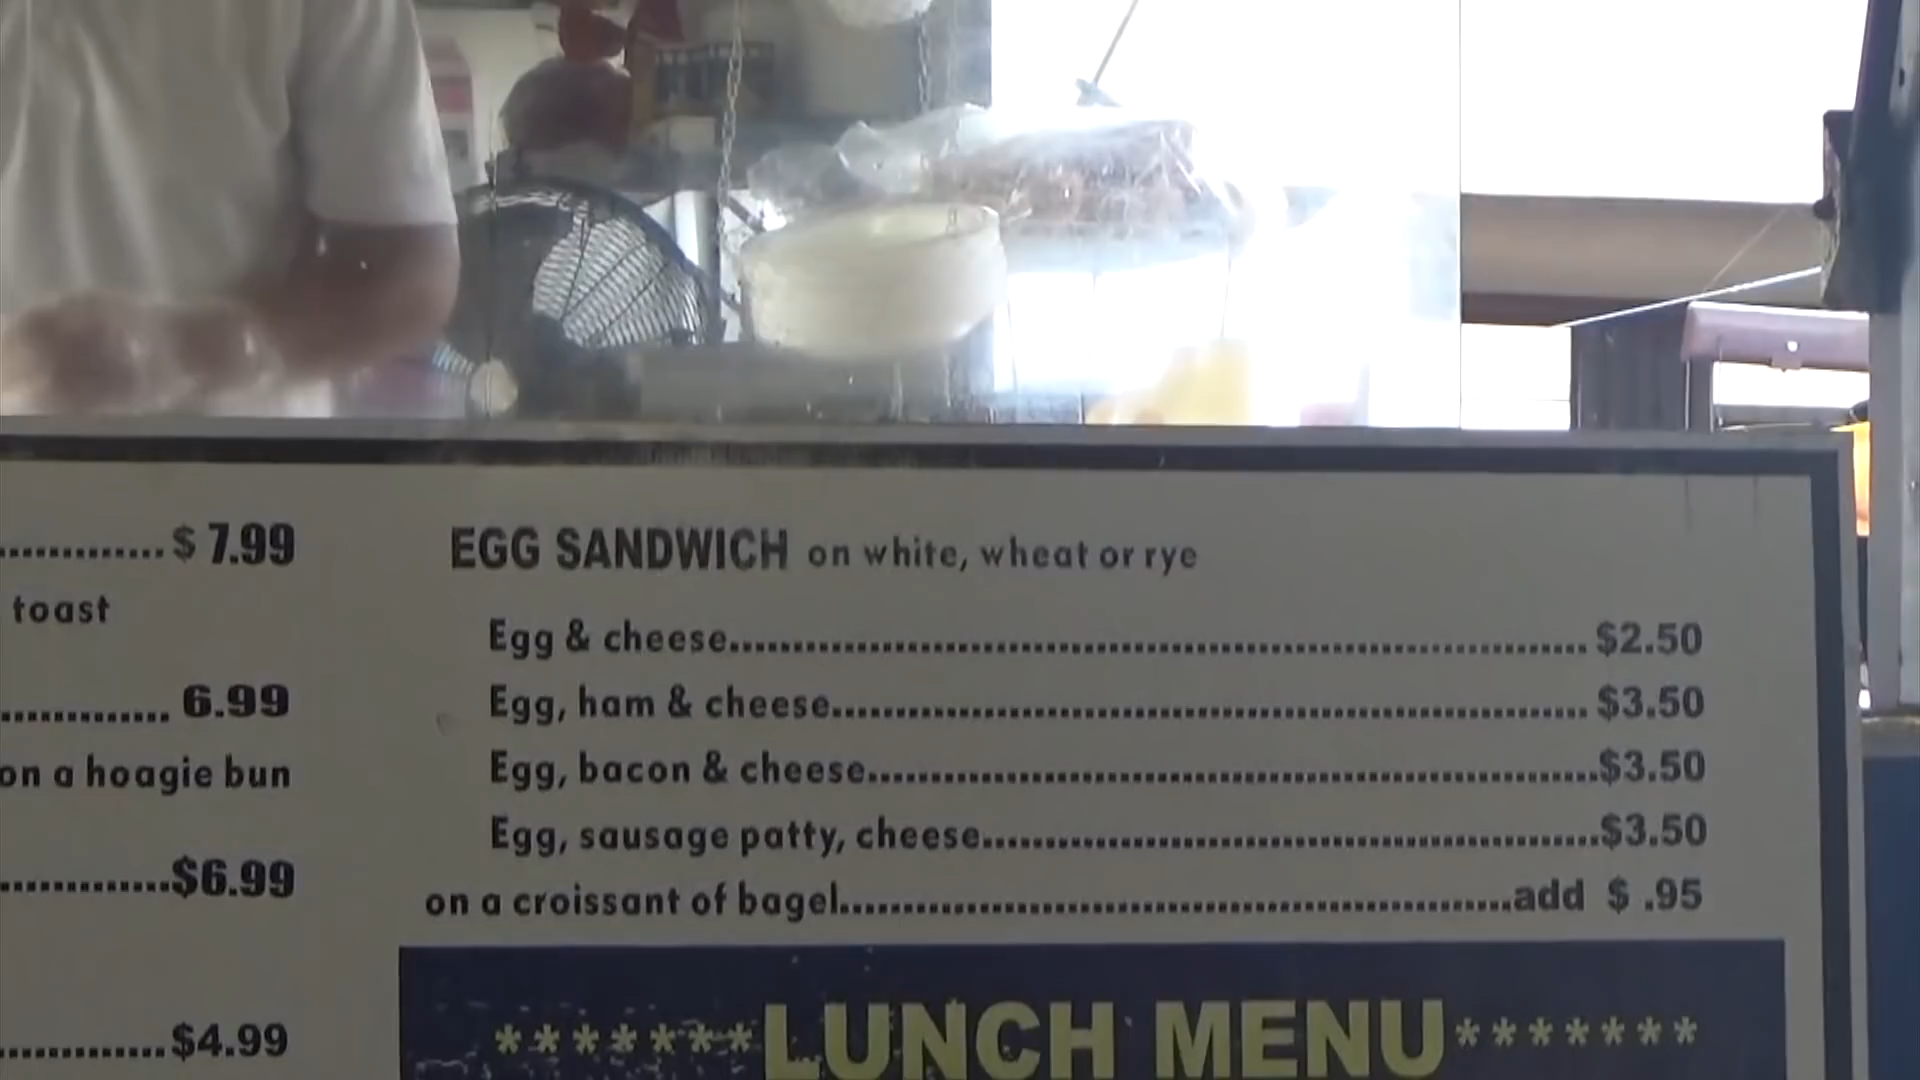 ............. $ 7.99
toast
............. 6.99
on a hoagie bun
.............$6.99
.............$4.99
EGG SANDWICH on white, wheat or rye
Egg & cheese.................................................................. $2.50
Egg, ham & cheese.......................................................... $3.50
Egg, bacon & cheese........................................................$3.50
Egg, sausage patty, cheese...............................................$3.50
on a croissant of bagel....................................................add $ .95
*******LUNCH MENU*******